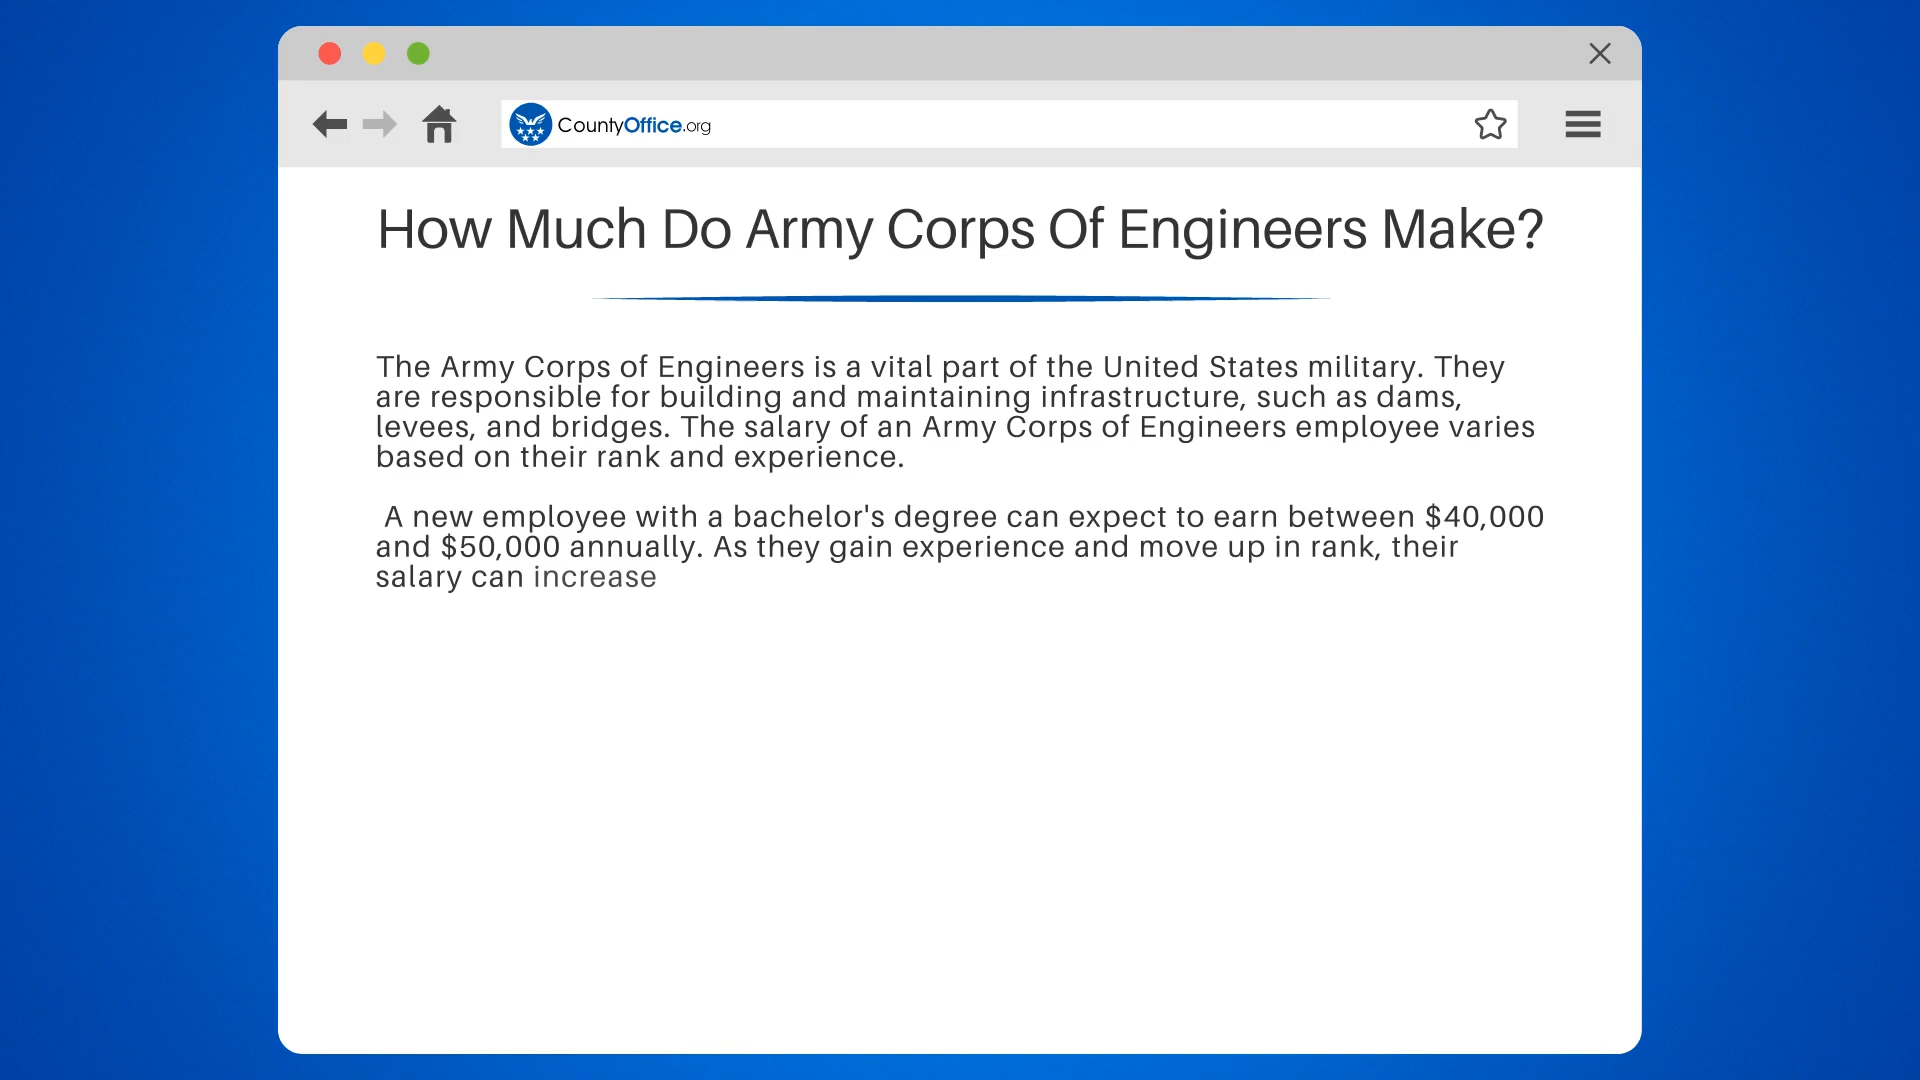 CountyOffice.org
How Much Do Army Corps Of Engineers Make?
The Army Corps of Engineers is a vital part of the United States military. They
are responsible for building and maintaining infrastructure, such as dams,
levees, and bridges. The salary of an Army Corps of Engineers employee varies
based on their rank and experience.
A new employee with a bachelor's degree can expect to earn between $40,000
and $50,000 annually. As they gain experience and move up in rank, their
salary can increase